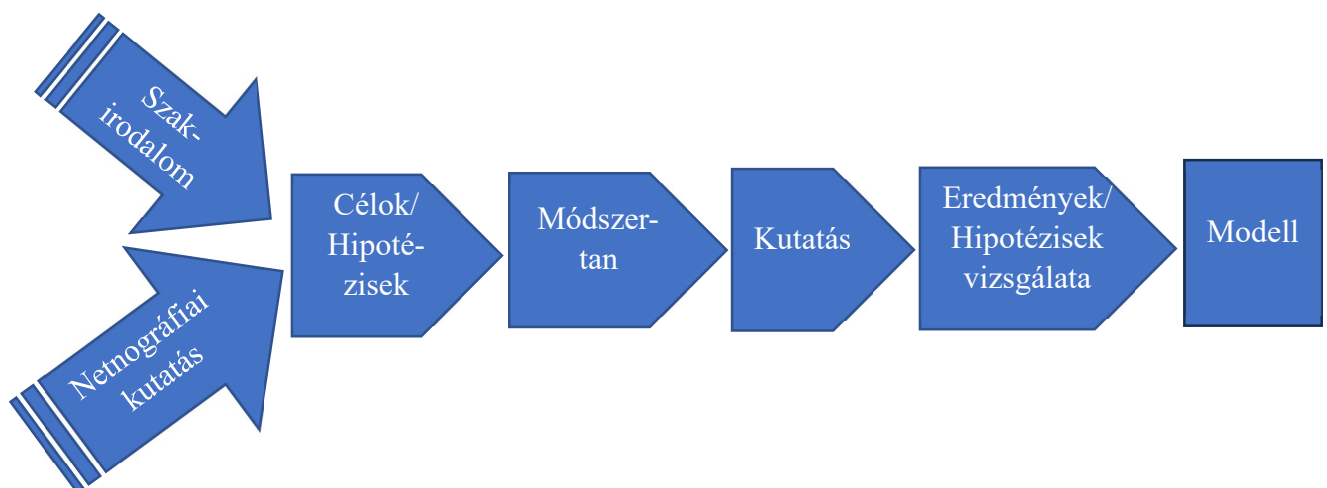 Szak-
irodalom
Netnográfiai
kutatás
Célok/
Hipoté-
zisek
Módszer-
tan
Kutatás
Eredmények/
Hipotézisek
vizsgálata
Modell